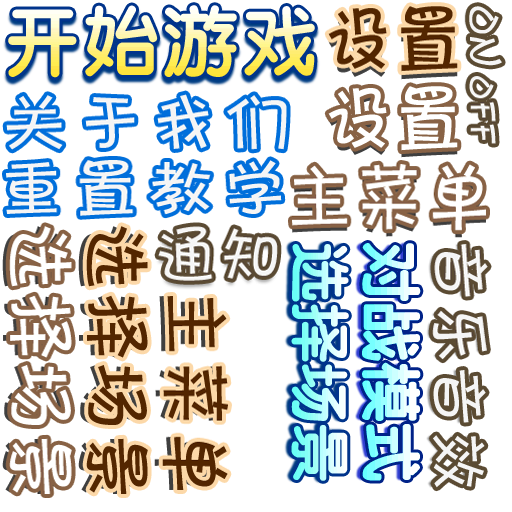 开始游戏
设置
ON
OFF
关于我们
设置
重置教学
主菜单
选择场景
选择场景
通知
主菜单
选择场景
对战模式
音乐音效